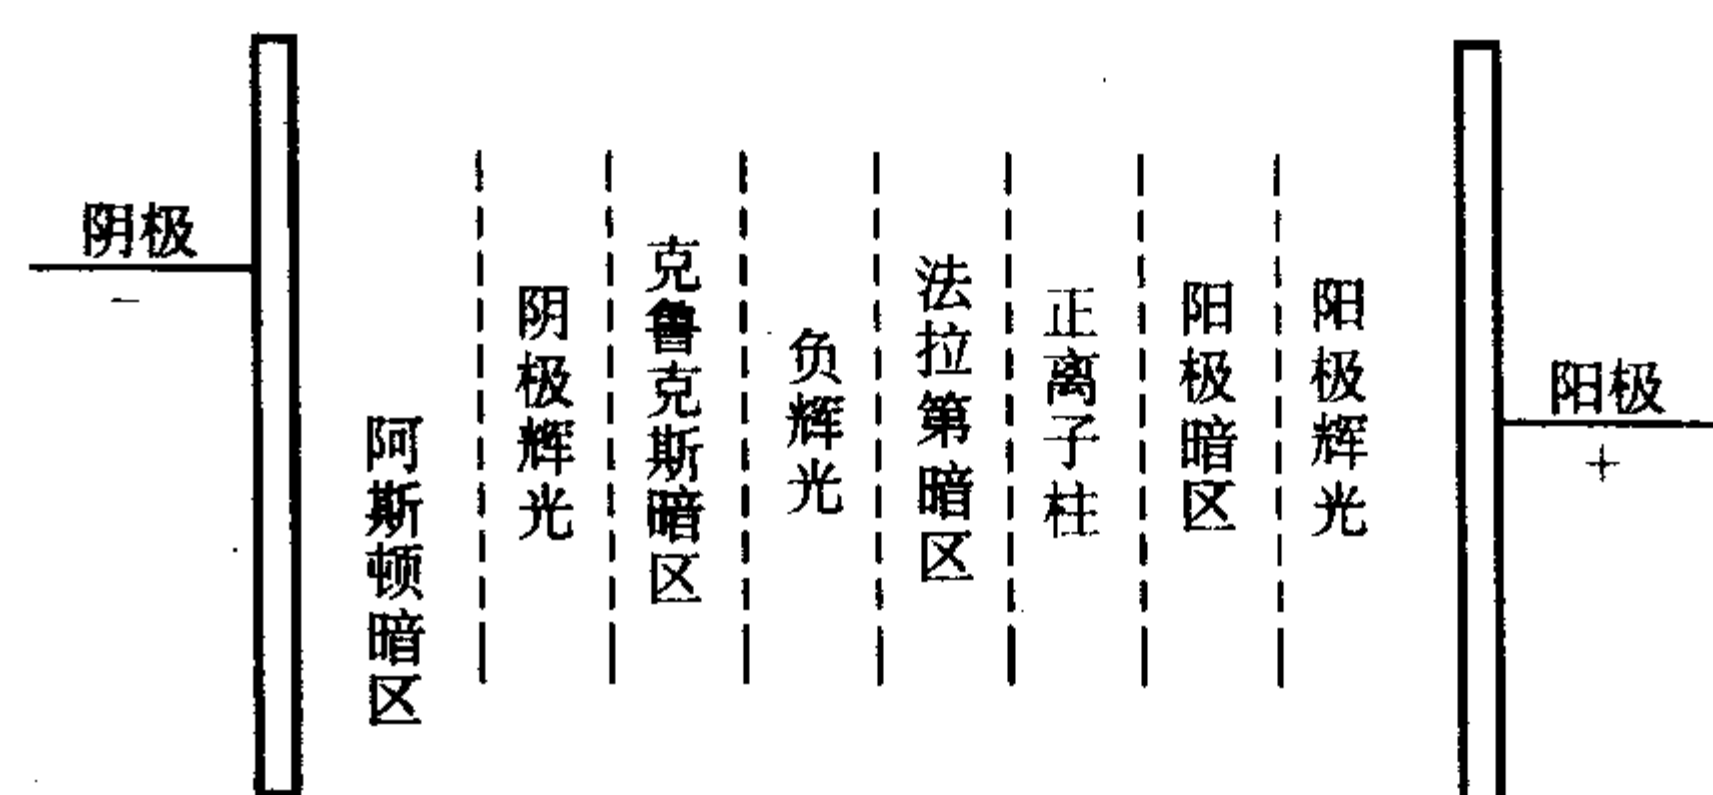 阴极
−
阿斯顿暗区
阴极辉光
克鲁克斯暗区
负辉光
法拉第暗区
正离子柱
阳极暗区
阳极辉光
阳极
+